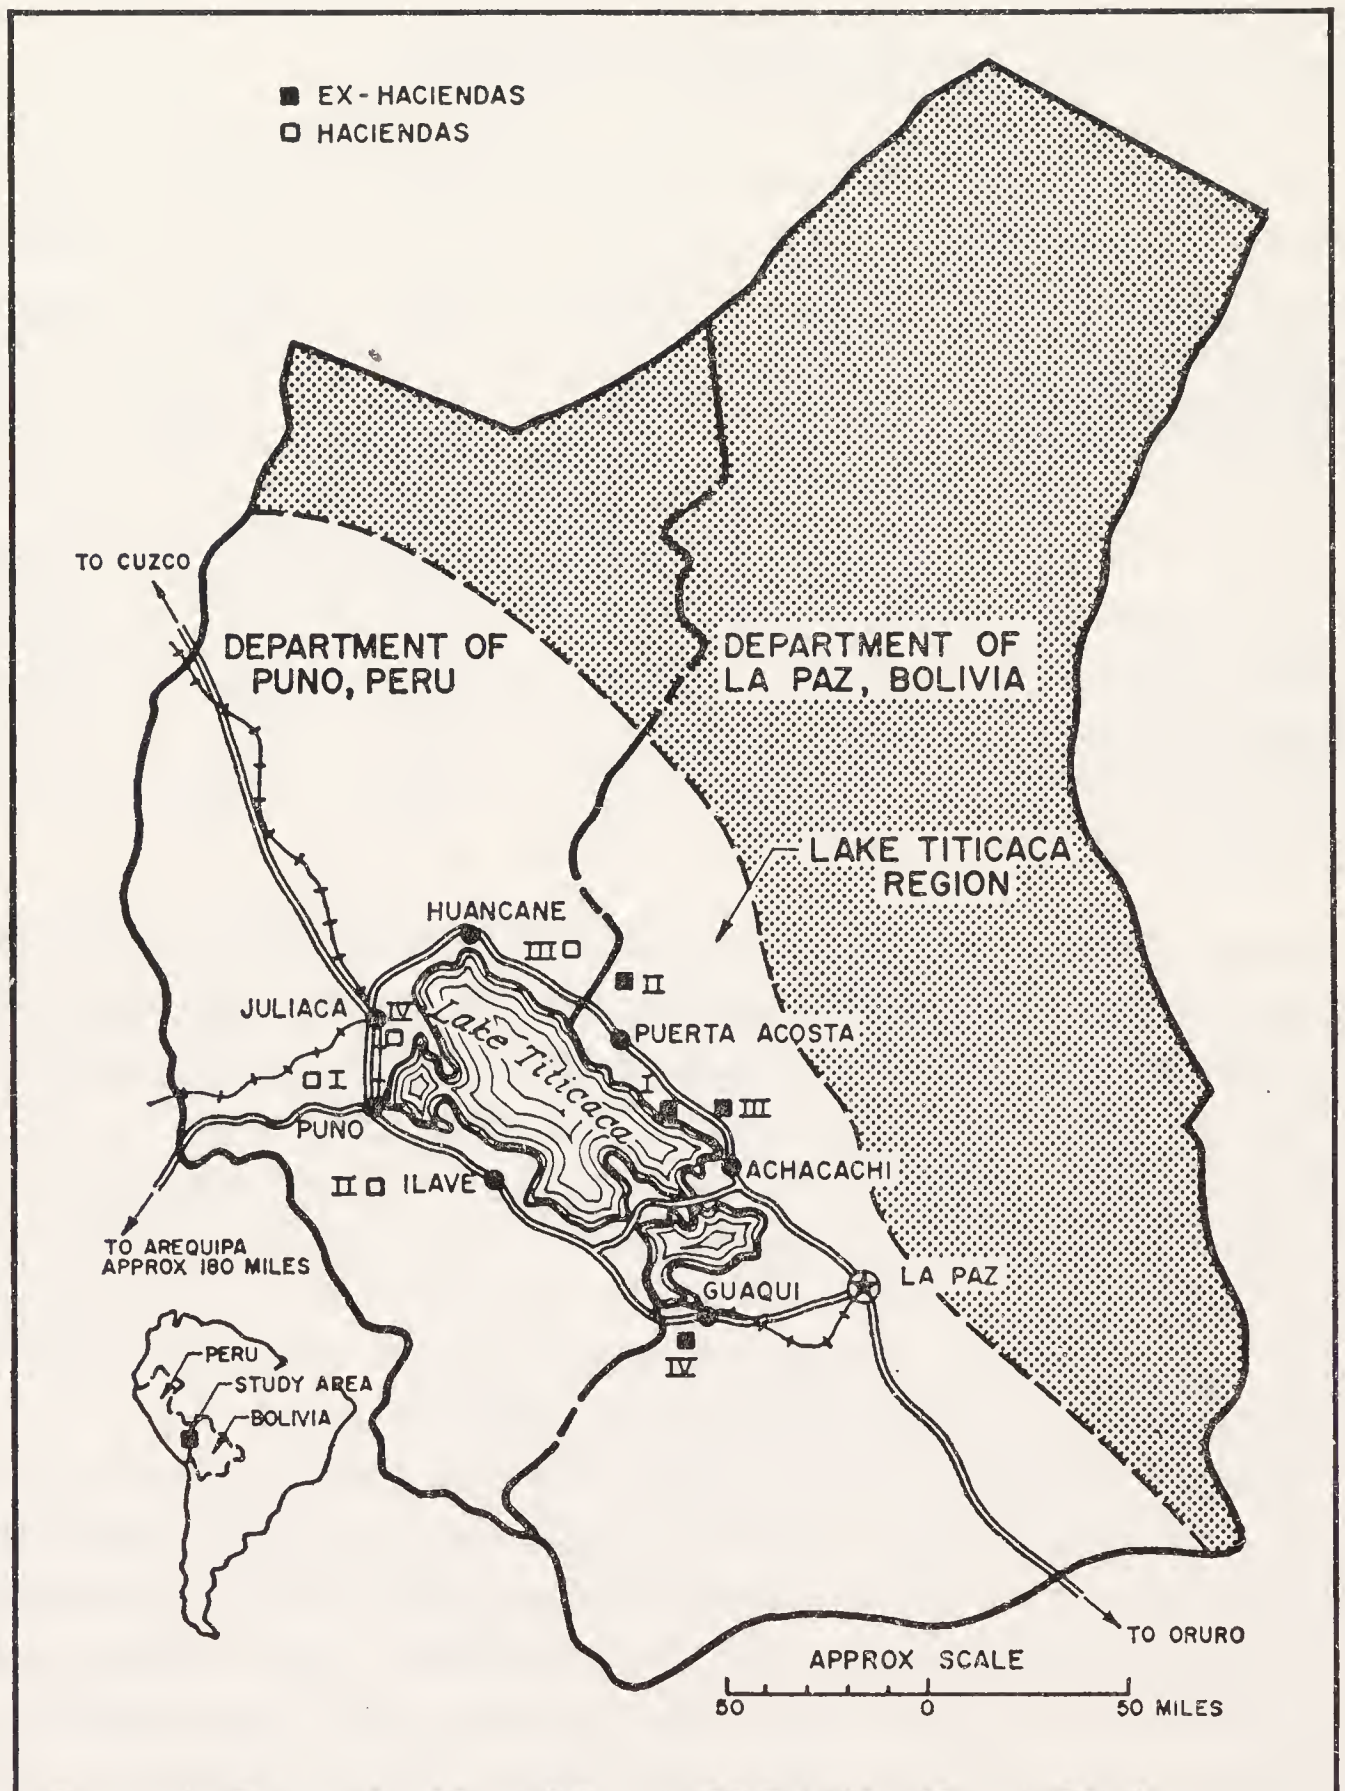 EX-HACIENDAS
HACIENDAS
TO CUZCO
DEPARTMENT OF
PUNO, PERU
DEPARTMENT OF
LA PAZ, BOLIVIA
LAKE TITICACA
REGION
HUANCANE
III
II
JULIACA
IV
Lake Titicaca
PUERTA ACOSTA
I
I
III
PUNO
II
ILAVE
ACHACACHI
TO AREQUIPA
APPROX 180 MILES
GUAQUI
LA PAZ
IV
PERU
STUDY AREA
BOLIVIA
TO ORURO
APPROX SCALE
50 0 50 MILES